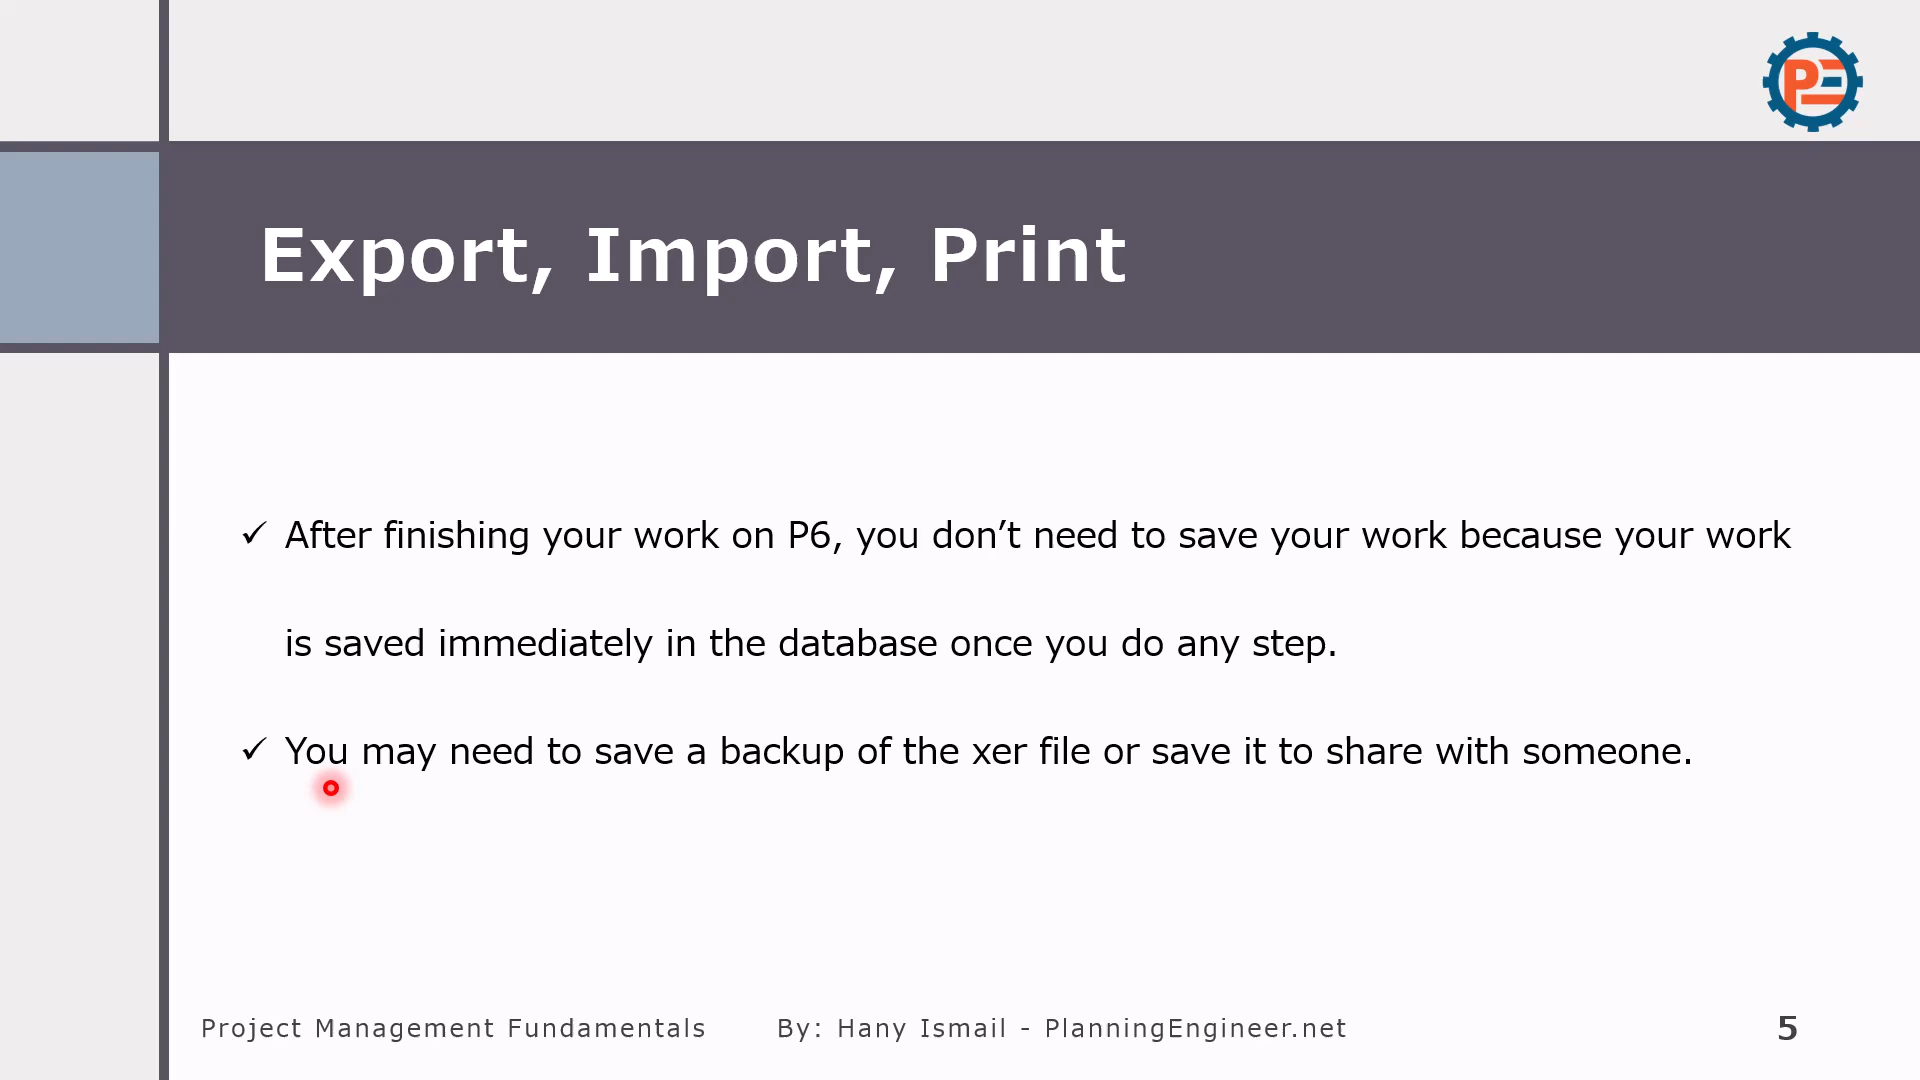 PE
Export, Import, Print
✓ After finishing your work on P6, you don’t need to save your work because your work
is saved immediately in the database once you do any step.
✓ You may need to save a backup of the xer file or save it to share with someone.
Project Management Fundamentals By: Hany Ismail - PlanningEngineer.net 5